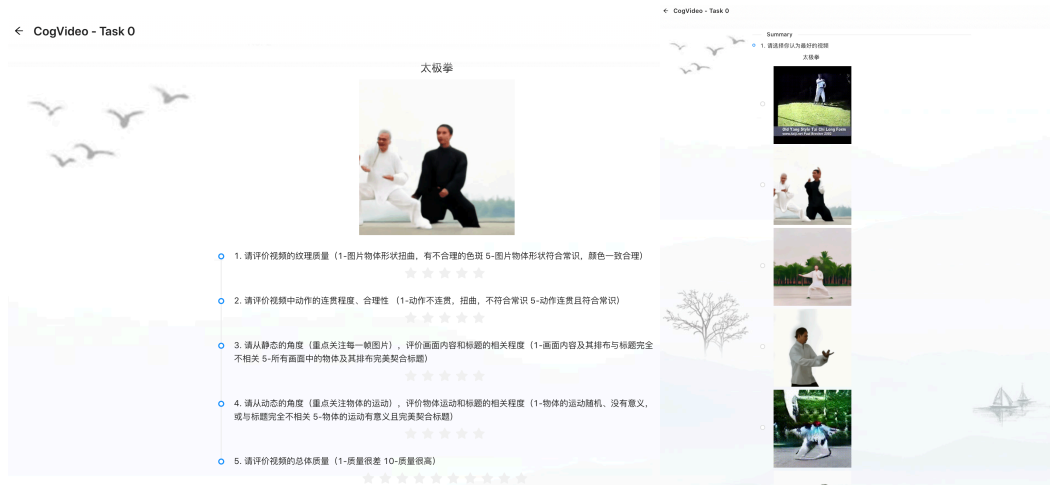 CogVideo - Task 0
太极拳
1. 请评价视频的纹理质量（1-图片物体形状扭曲，有不合理的色斑 5-图片物体形状符合常识，颜色一致合理）
2. 请评价视频中动作的连贯程度、合理性 （1-动作不连贯，扭曲，不符合常识 5-动作连贯且符合常识）
3. 请从静态的角度（重点关注每一帧图片），评价画面内容和标题的相关程度（1-画面内容及其排布与标题完全
不相关 5-所有画面中的物体及其排布完美契合标题）
4. 请从动态的角度（重点关注物体的运动），评价物体运动和标题的相关程度（1-物体的运动随机、没有意义，
或与标题完全不相关 5-物体的运动有意义且完美契合标题）
5. 请评价视频的总体质量（1-质量很差 10-质量很高）
CogVideo - Task 0
Summary
1. 请选择你认为最好的视频
太极拳
Old Yang Style Tai Chi Long Form